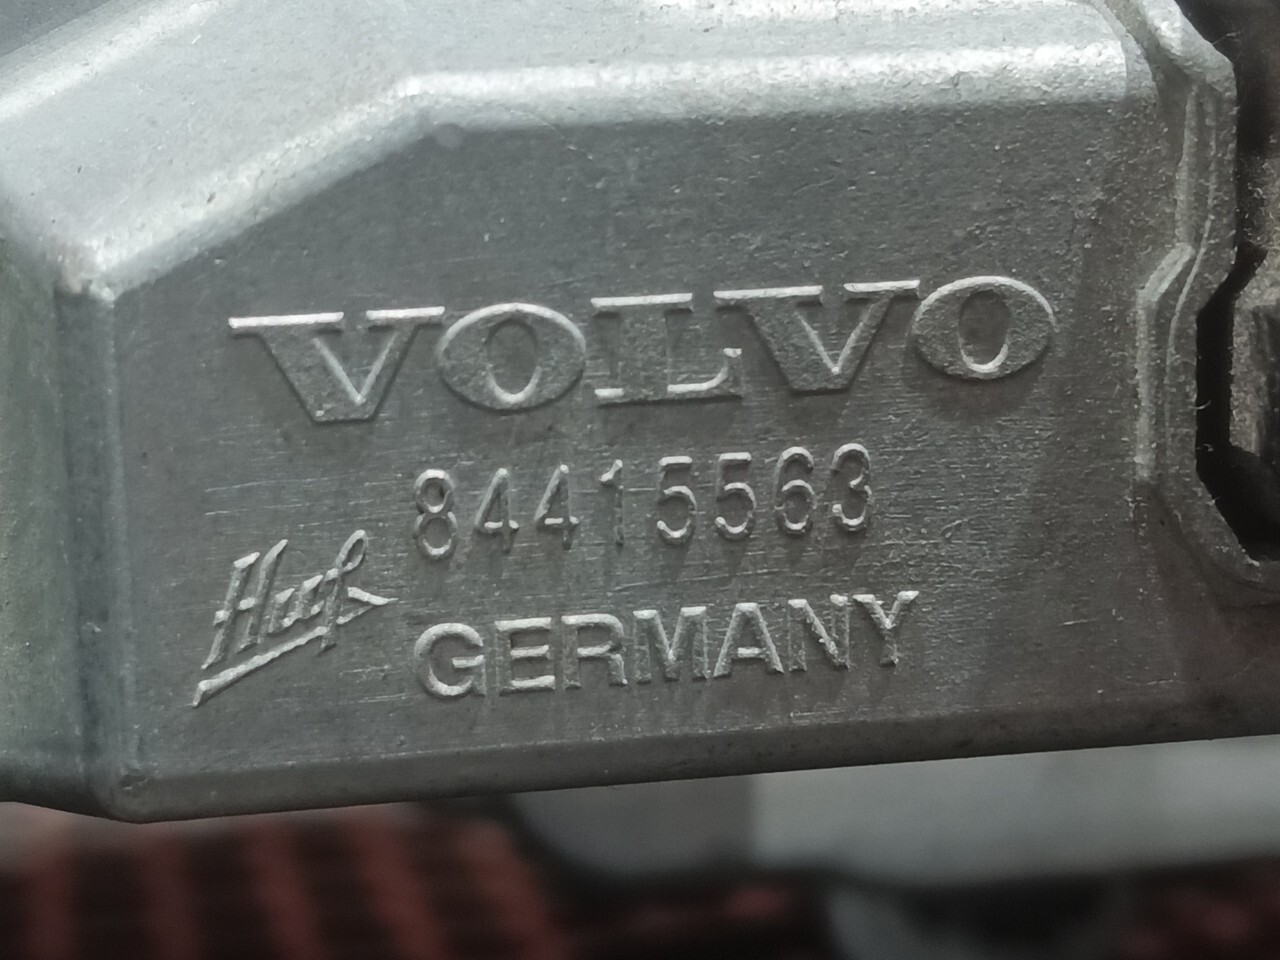 VOLVO
84415563
Huf
GERMANY